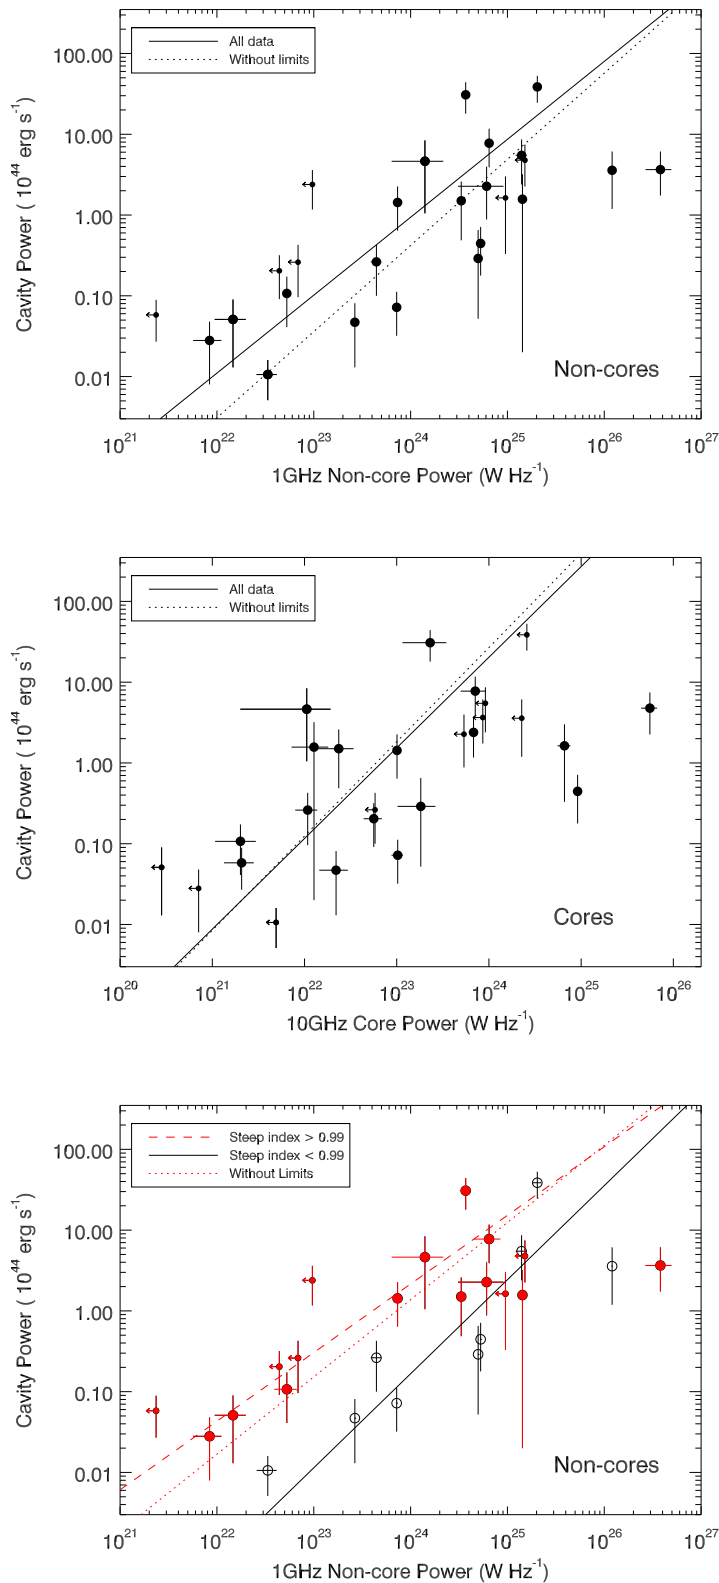 All data
Without limits
100.00
10.00
1.00
0.10
0.01
Cavity Power ( 10^44 erg s^-1)
Non-cores
10^21 10^22 10^23 10^24 10^25 10^26 10^27
1GHz Non-core Power (W Hz^-1)
All data
Without limits
100.00
10.00
1.00
0.10
0.01
Cavity Power ( 10^44 erg s^-1)
Cores
10^20 10^21 10^22 10^23 10^24 10^25 10^26
10GHz Core Power (W Hz^-1)
Steep index > 0.99
Steep index < 0.99
Without Limits
100.00
10.00
1.00
0.10
0.01
Cavity Power ( 10^44 erg s^-1)
Non-cores
10^21 10^22 10^23 10^24 10^25 10^26 10^27
1GHz Non-core Power (W Hz^-1)